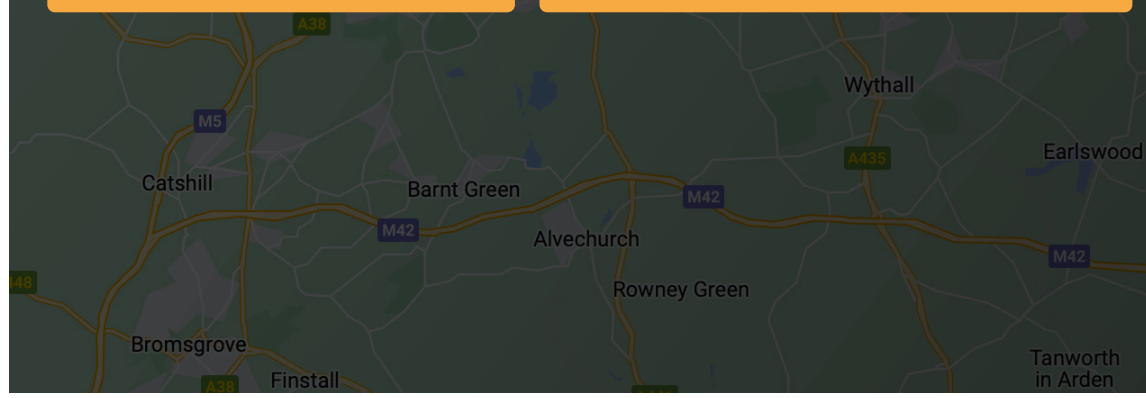 A38
Wythall
M5
A435
Earlswood
Catshill
Barnt Green
M42
M42
Alvechurch
M42
48
Rowney Green
Bromsgrove
Tanworth
in Arden
A38
Finstall